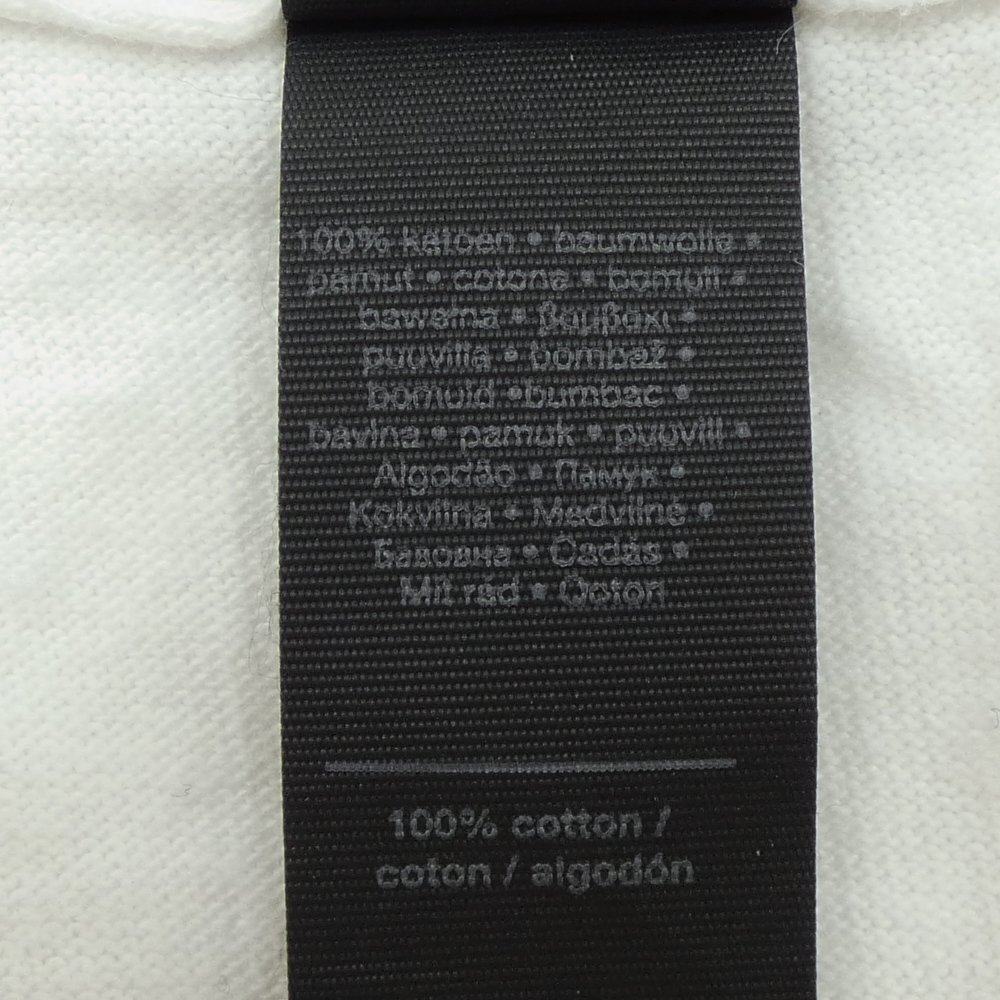 100% katoen • baumwolle •
pamut • cotone • bomull •
bawełna • βαμβάκι •
puuvilla • bombaž •
bomuld • bumbac •
bavlna • pamuk • puuvill •
Algodão • Памук •
Kokvilna • Medvilnė •
Бавовна • Cadás •
Mit rád • Qoton
100% cotton /
coton / algodón